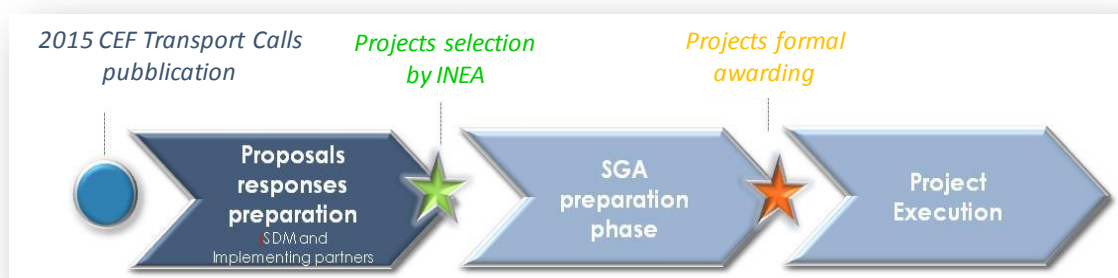 2015 CEF Transport Calls
pubblication
Projects selection
by INEA
Projects formal
awarding
Proposals
responses
preparation
(SDM and
Implementing partners
SGA
preparation
phase
Project
Execution